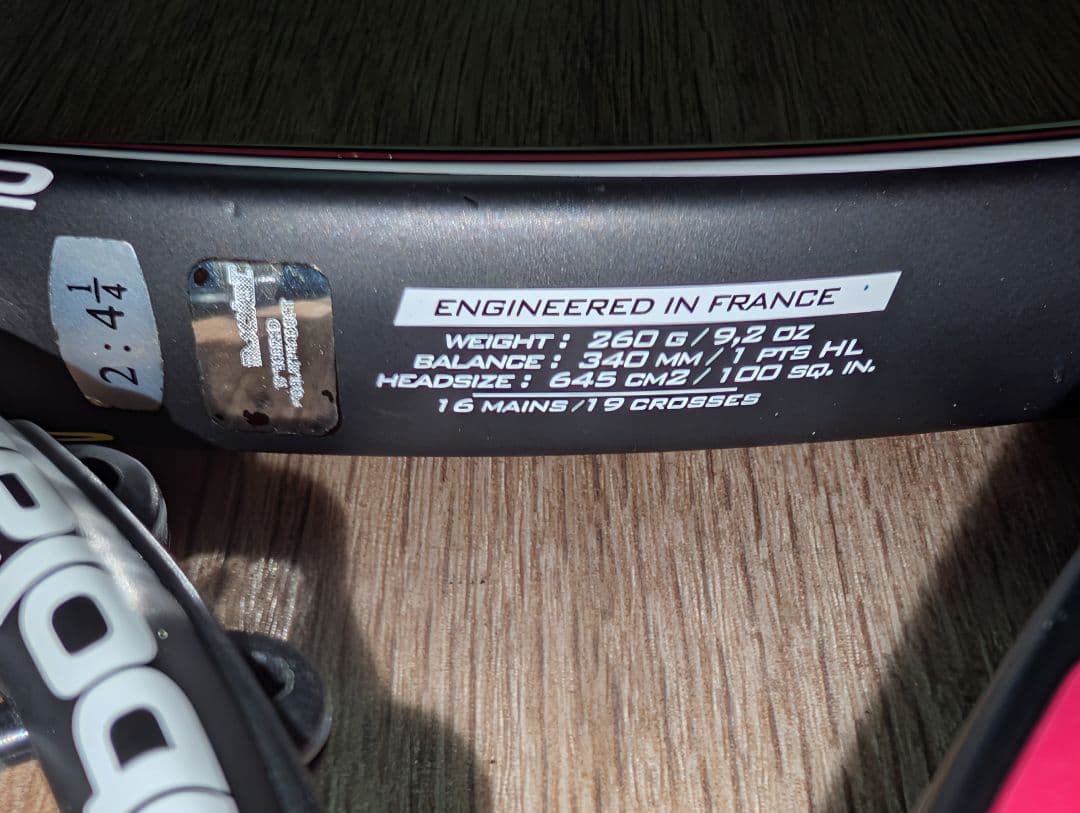 10
2 : 4 1/4
ENGINEERED IN FRANCE
WEIGHT : 260 G / 9,2 OZ
BALANCE : 340 MM / 1 PTS HL
HEADSIZE : 645 CM2 / 100 SQ. IN.
16 MAINS/19 CROSSES